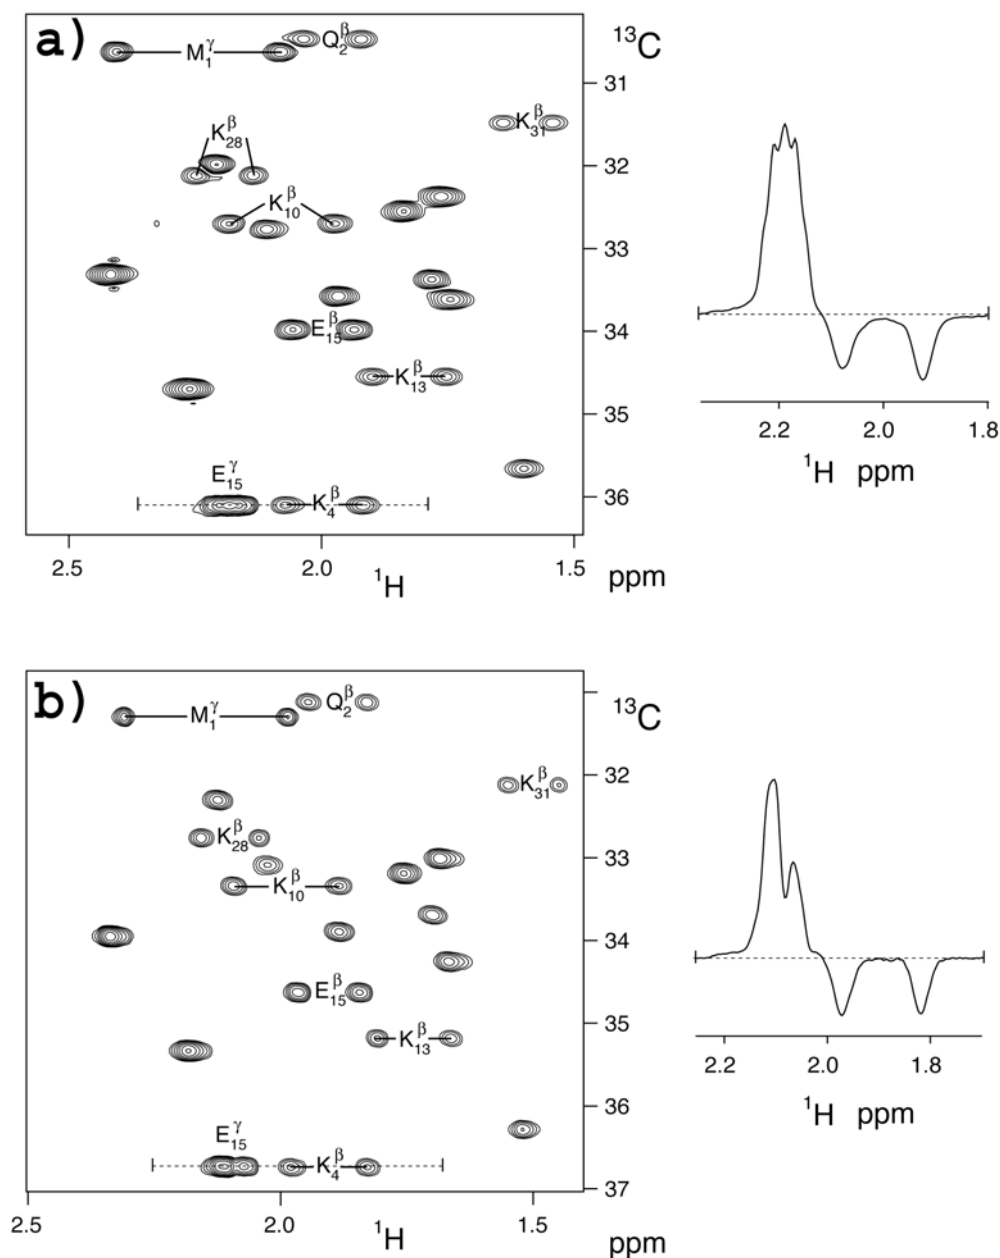 a)
M₁ᵞ
Q₂ᵝ
¹³C
31
K₃₁ᵝ
K₂₈ᵝ
32
K₁₀ᵝ
33
E₁₅ᵝ
34
K₁₃ᵝ
35
E₁₅ᵞ
K₄ᵝ
36
2.5 2.0 1.5
¹H ppm
2.2 2.0 1.8
¹H ppm
b)
M₁ᵞ
Q₂ᵝ
¹³C
32
K₃₁ᵝ
K₂₈ᵝ
33
K₁₀ᵝ
34
E₁₅ᵝ
35
K₁₃ᵝ
36
E₁₅ᵞ
K₄ᵝ
37
2.5 2.0 1.5
¹H ppm
2.2 2.0 1.8
¹H ppm